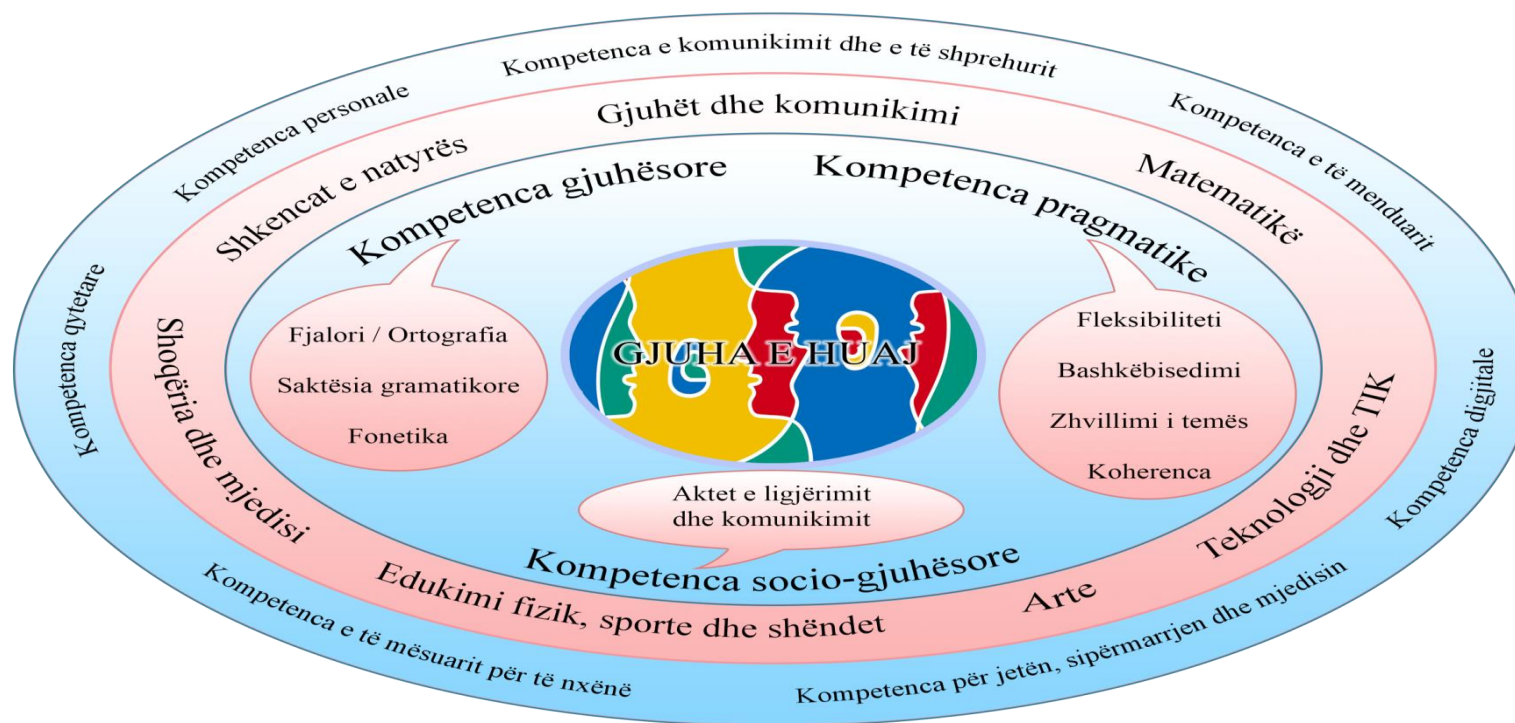 Kompetenca e komunikimit dhe e të shprehurit
Kompetenca personale
Kompetenca e të menduarit
Kompetenca qytetare
Kompetenca digjitale
Kompetenca e të mësuarit për të nxënë
Kompetenca për jetën, sipërmarrjen dhe mjedisin
Gjuhët dhe komunikimi
Shkencat e natyrës
Matematikë
Shoqëria dhe mjedisi
Teknologji dhe TIK
Edukimi fizik, sporte dhe shëndet
Arte
Kompetenca gjuhësore
Kompetenca pragmatike
Fjalori / Ortografia
Saktësia gramatikore
Fonetika
GJUHA E HUAJ
Fleksibiliteti
Bashkëbisedimi
Zhvillimi i temës
Koherenca
Aktet e ligjërimit
dhe komunikimit
Kompetenca socio-gjuhësore